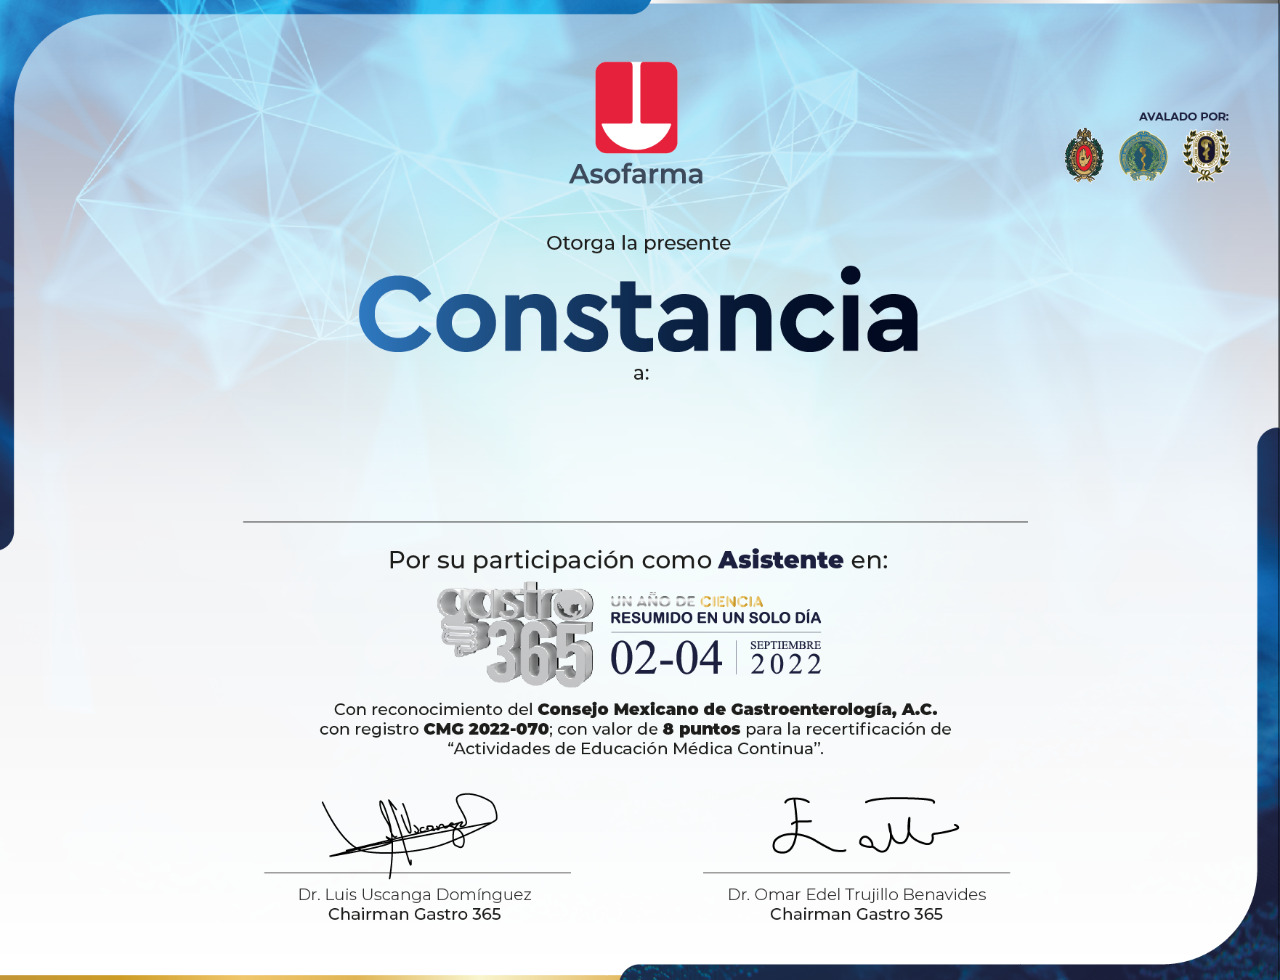 Asofarma
AVALADO POR:
Otorga la presente
Constancia
a:
Por su participación como Asistente en:
gastro
365
UN AÑO DE CIENCIA
RESUMIDO EN UN SOLO DÍA
02-04
SEPTIEMBRE
2022
Con reconocimiento del Consejo Mexicano de Gastroenterología, A.C.
con registro CMG 2022-070; con valor de 8 puntos para la recertificación de
“Actividades de Educación Médica Continua”.
Dr. Luis Uscanga Domínguez
Chairman Gastro 365
Dr. Omar Edel Trujillo Benavides
Chairman Gastro 365